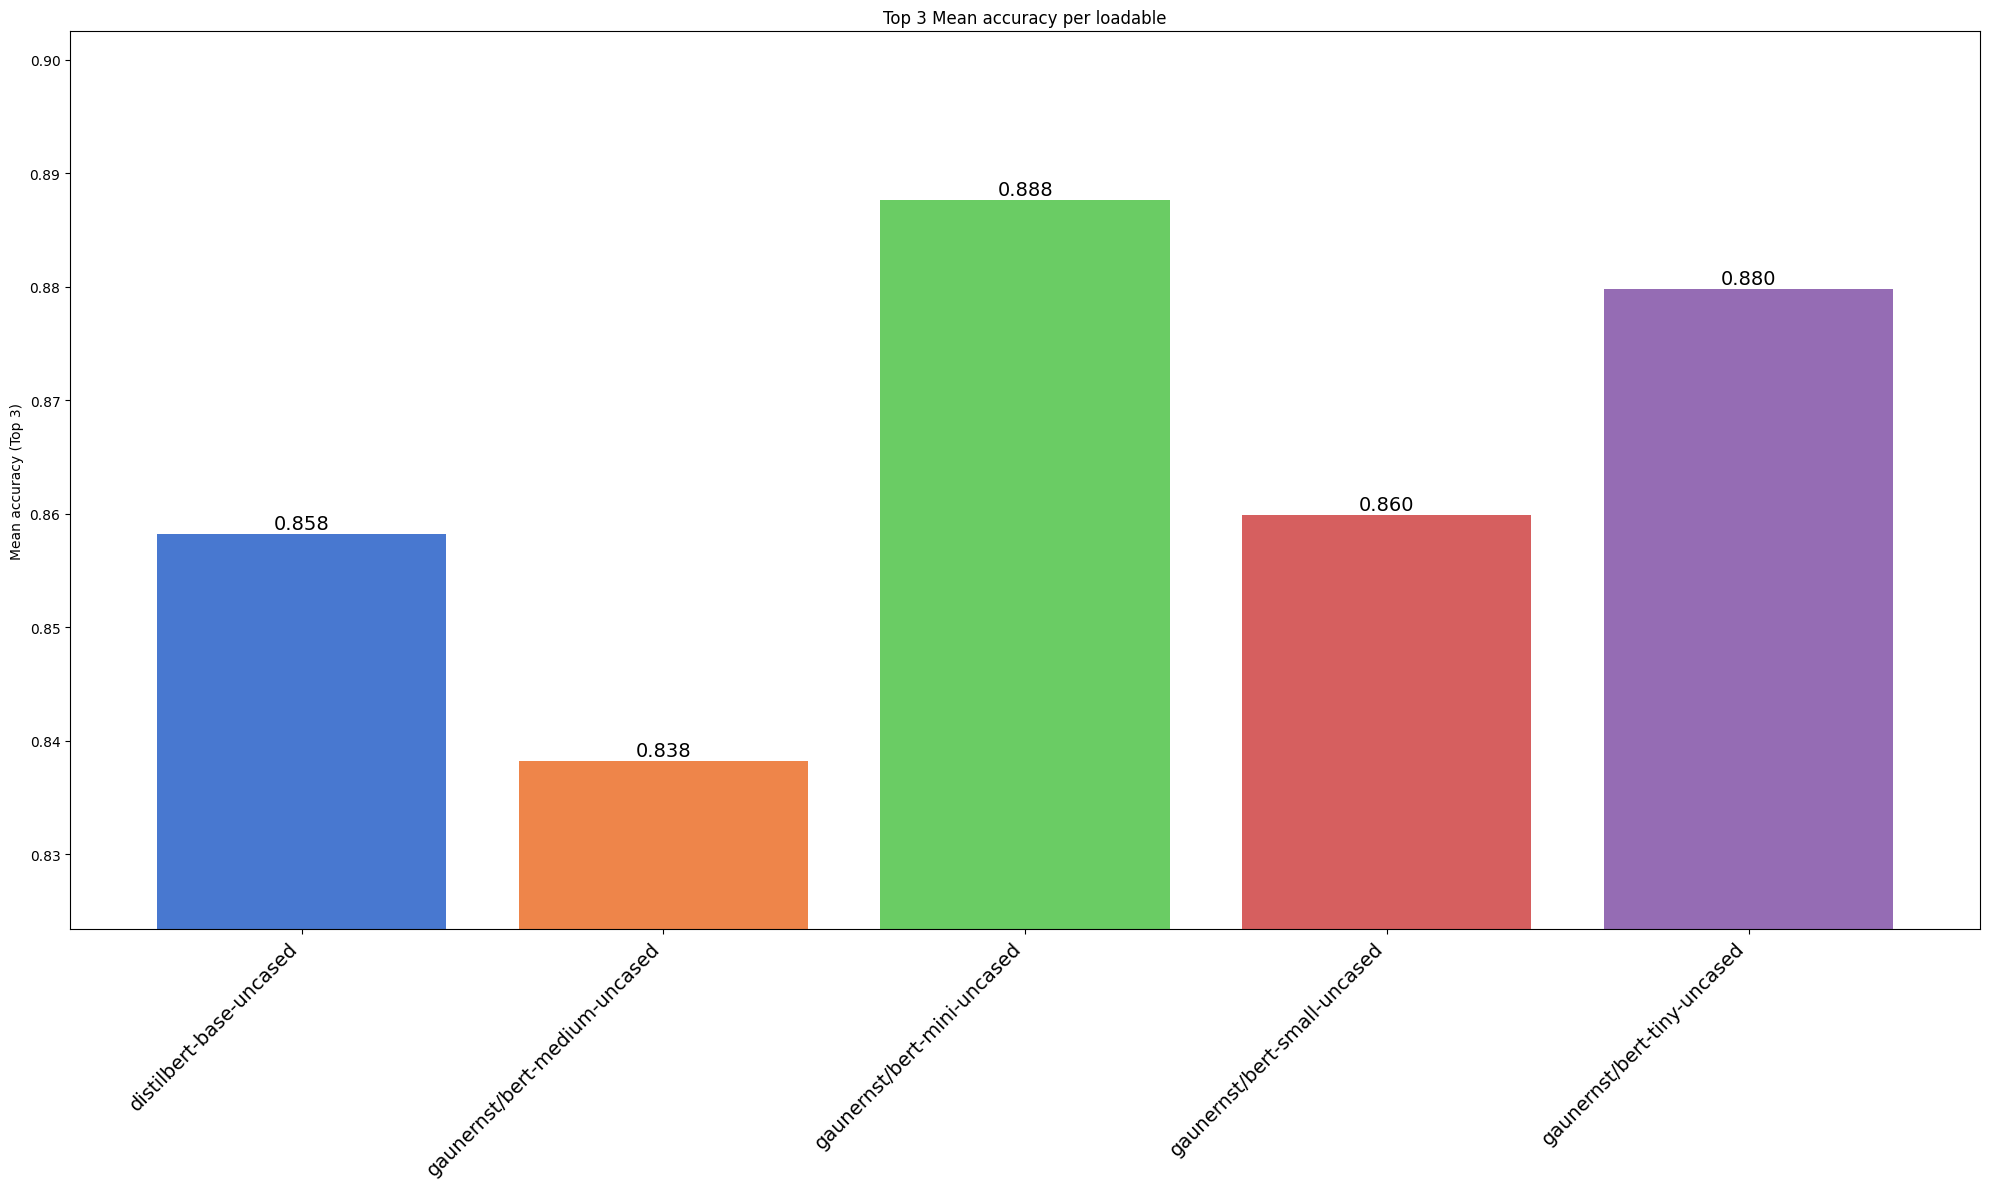 Top 3 Mean accuracy per loadable
Mean accuracy (Top 3)
0.90
0.89
0.88
0.87
0.86
0.85
0.84
0.83
0.858
0.838
0.888
0.860
0.880
distilbert-base-uncased
gaunernst/bert-medium-uncased
gaunernst/bert-mini-uncased
gaunernst/bert-small-uncased
gaunernst/bert-tiny-uncased